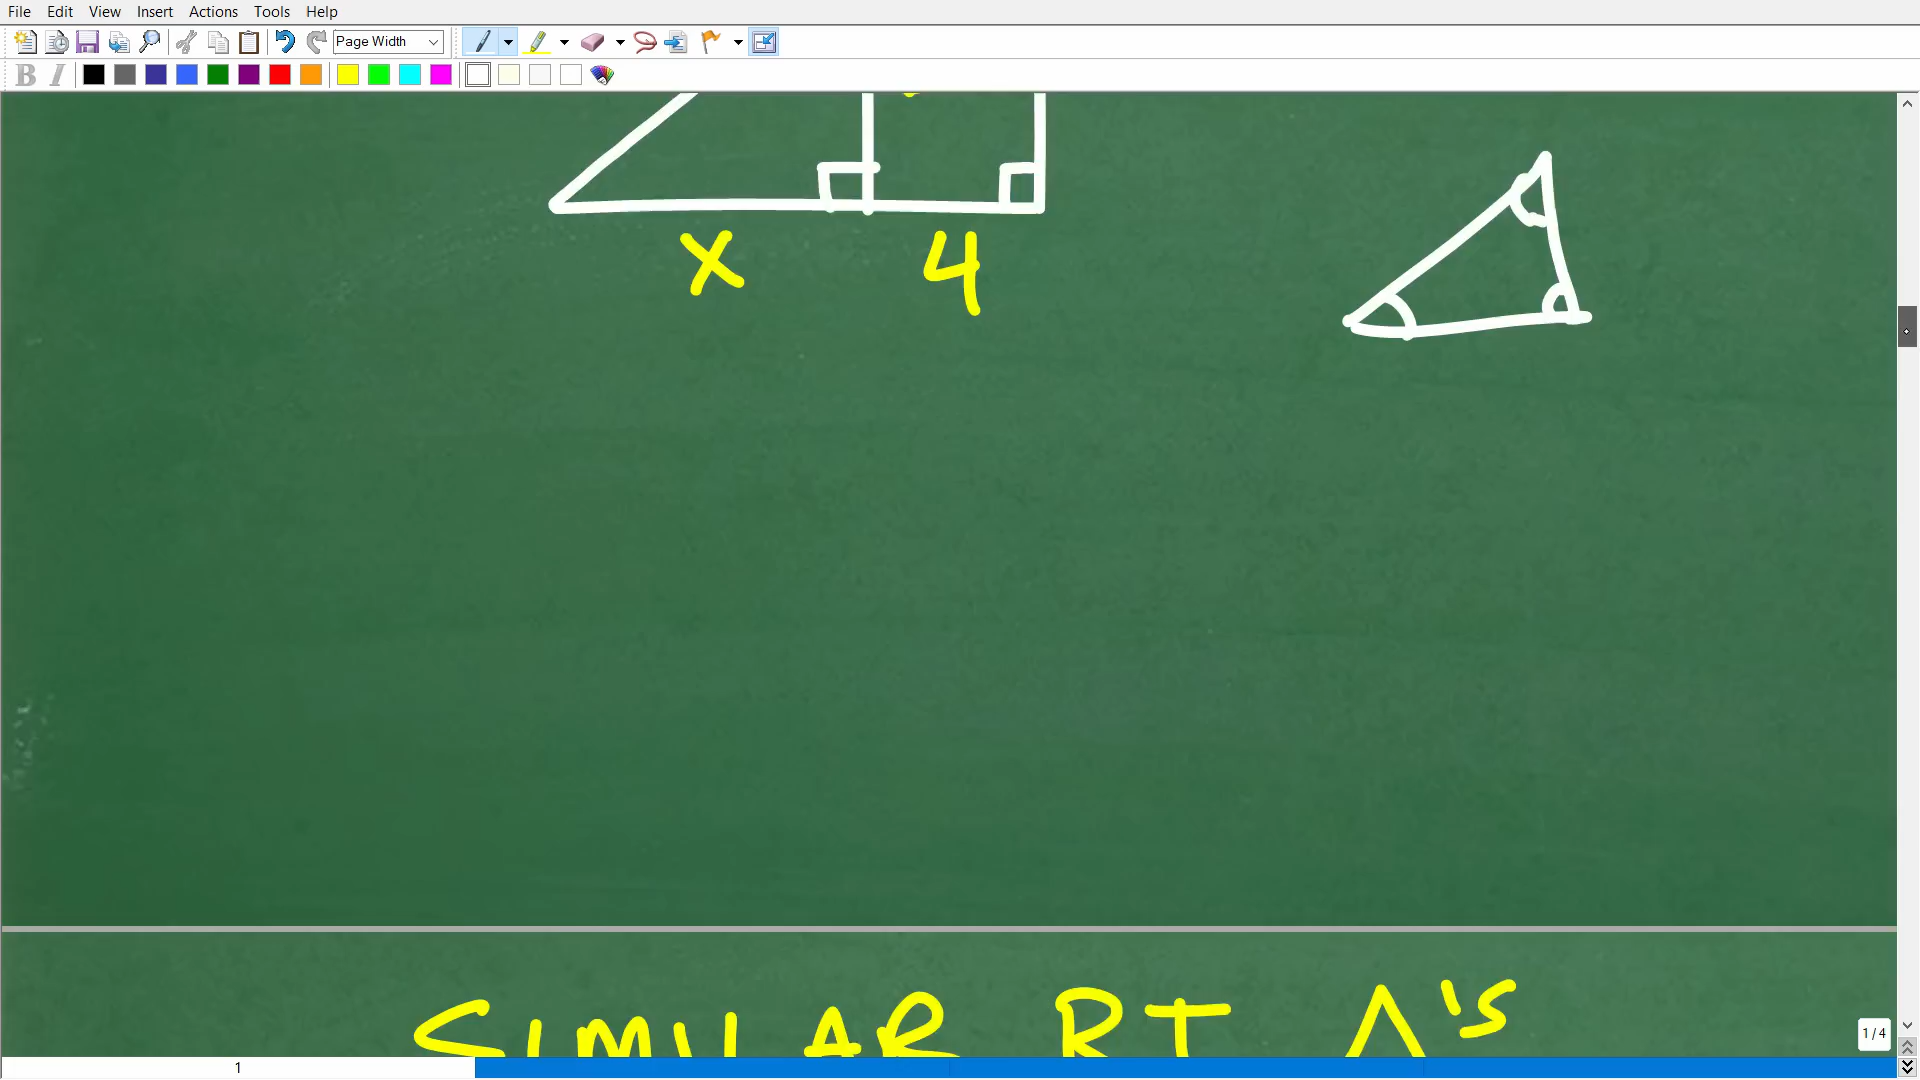 File Edit View Insert Actions Tools Help
Page Width
B I
x 4
SIMILAR RT Δ's
1 / 4
1